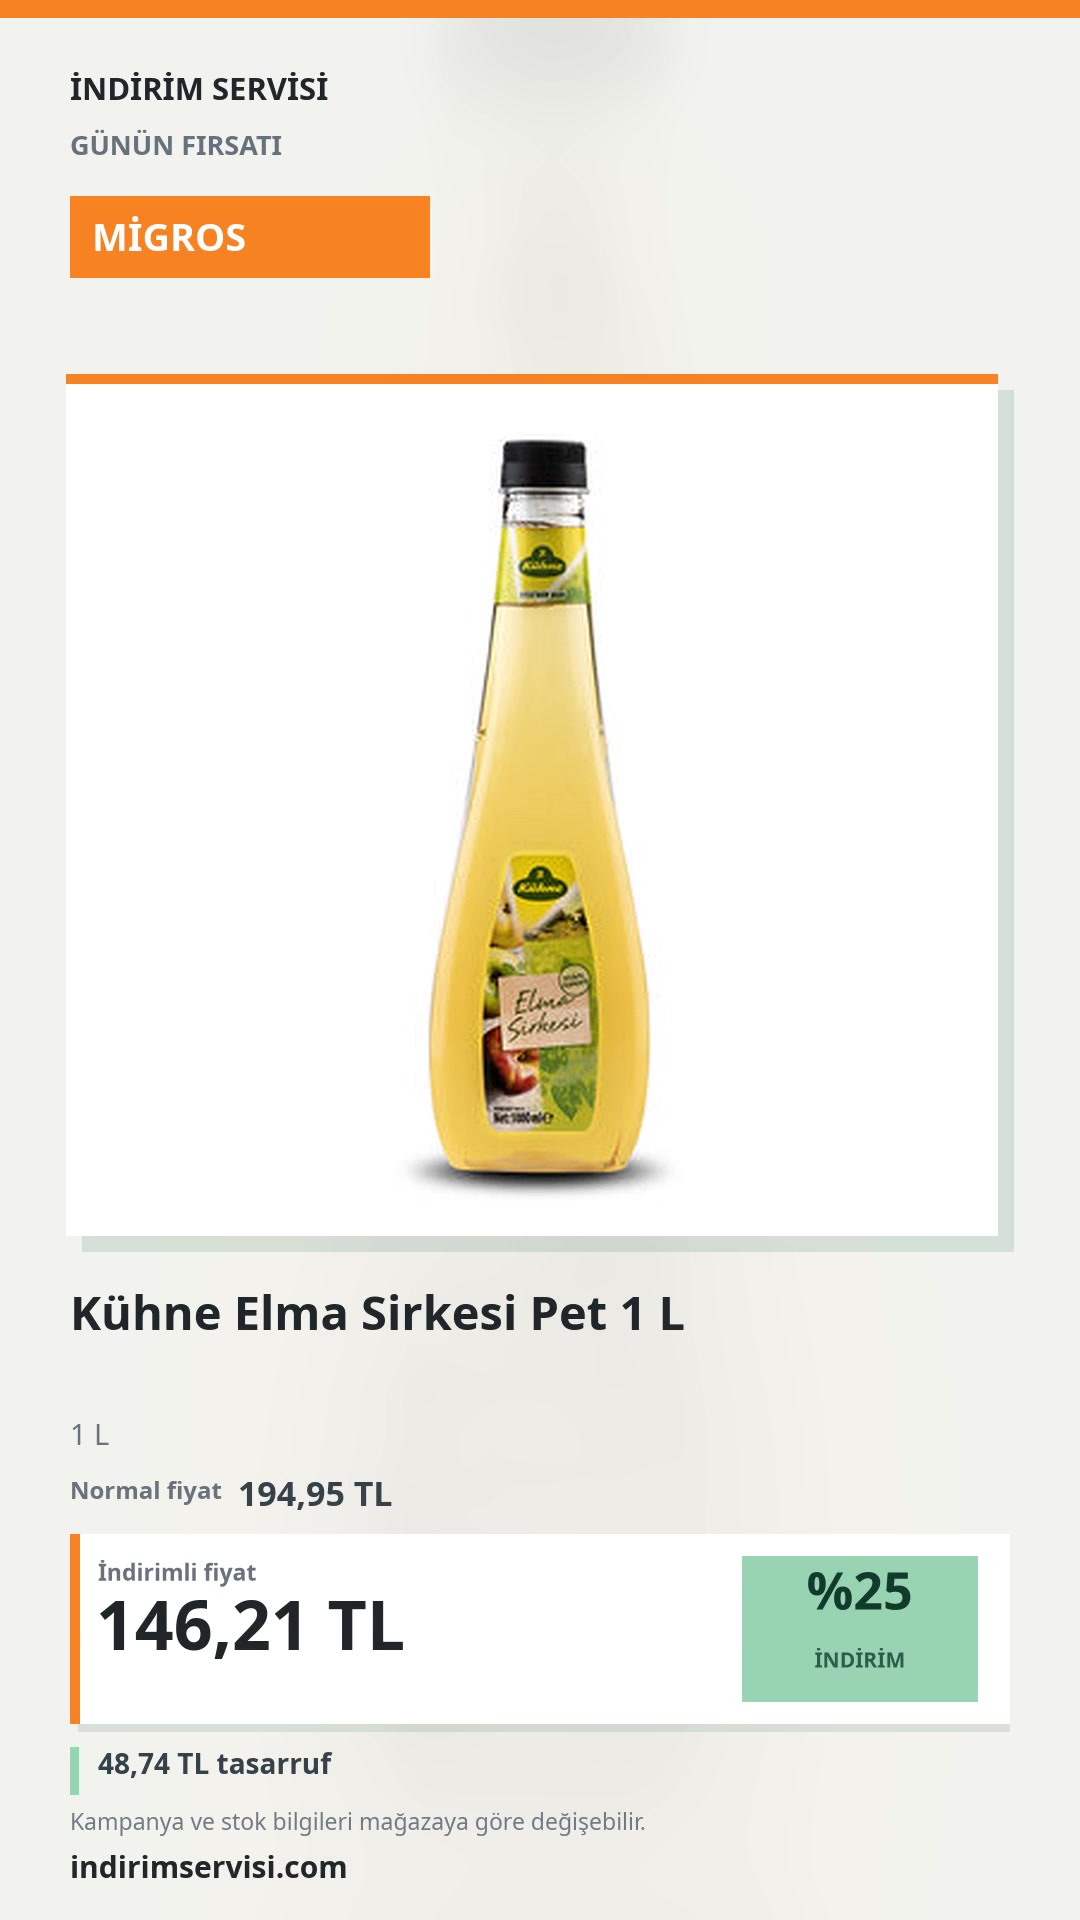 İNDİRİM SERVİSİ
GÜNÜN FIRSATI
MİGROS
Kühne
Kühne
Elma
Sirkesi
Net:1000ml e
Kühne Elma Sirkesi Pet 1 L
1 L
Normal fiyat 194,95 TL
İndirimli fiyat
146,21 TL
%25
İNDİRİM
48,74 TL tasarruf
Kampanya ve stok bilgileri mağazaya göre değişebilir.
indirimservisi.com